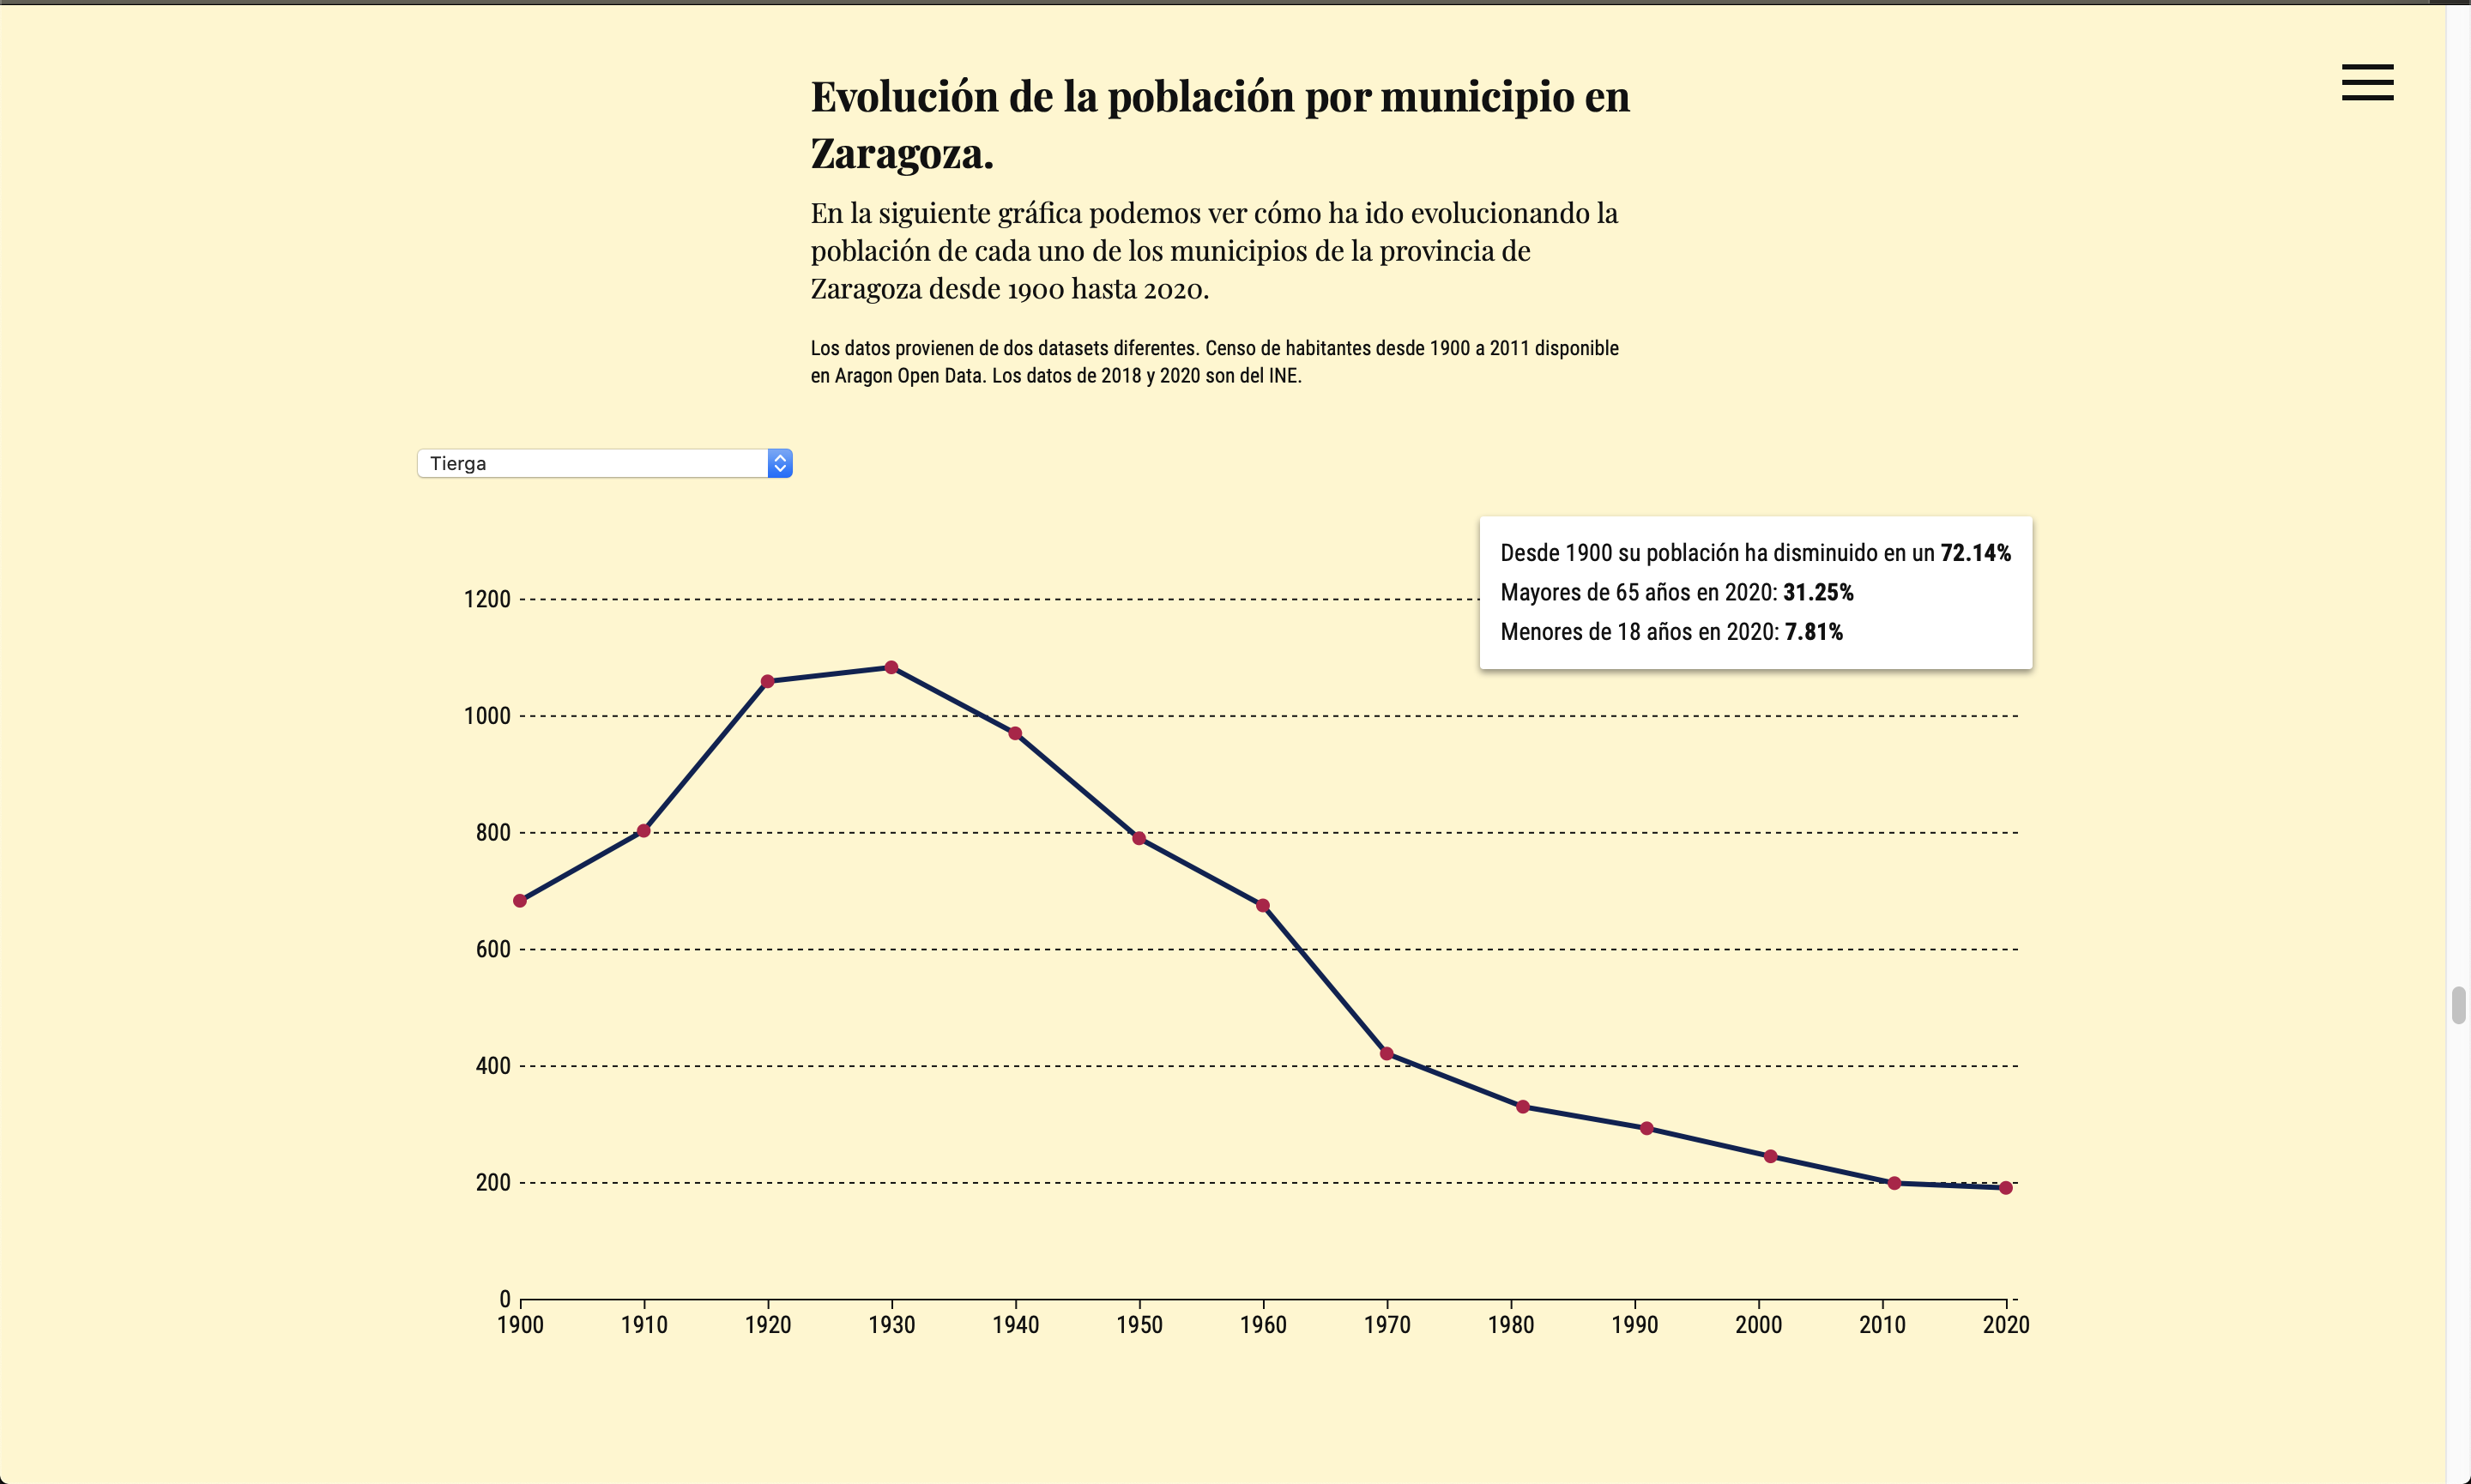 Evolución de la población por municipio en
Zaragoza.
En la siguiente gráfica podemos ver cómo ha ido evolucionando la
población de cada uno de los municipios de la provincia de
Zaragoza desde 1900 hasta 2020.
Los datos provienen de dos datasets diferentes. Censo de habitantes desde 1900 a 2011 disponible
en Aragon Open Data. Los datos de 2018 y 2020 son del INE.
Tierga
Desde 1900 su población ha disminuido en un 72.14%
Mayores de 65 años en 2020: 31.25%
Menores de 18 años en 2020: 7.81%
1200
1000
800
600
400
200
0
1900 1910 1920 1930 1940 1950 1960 1970 1980 1990 2000 2010 2020